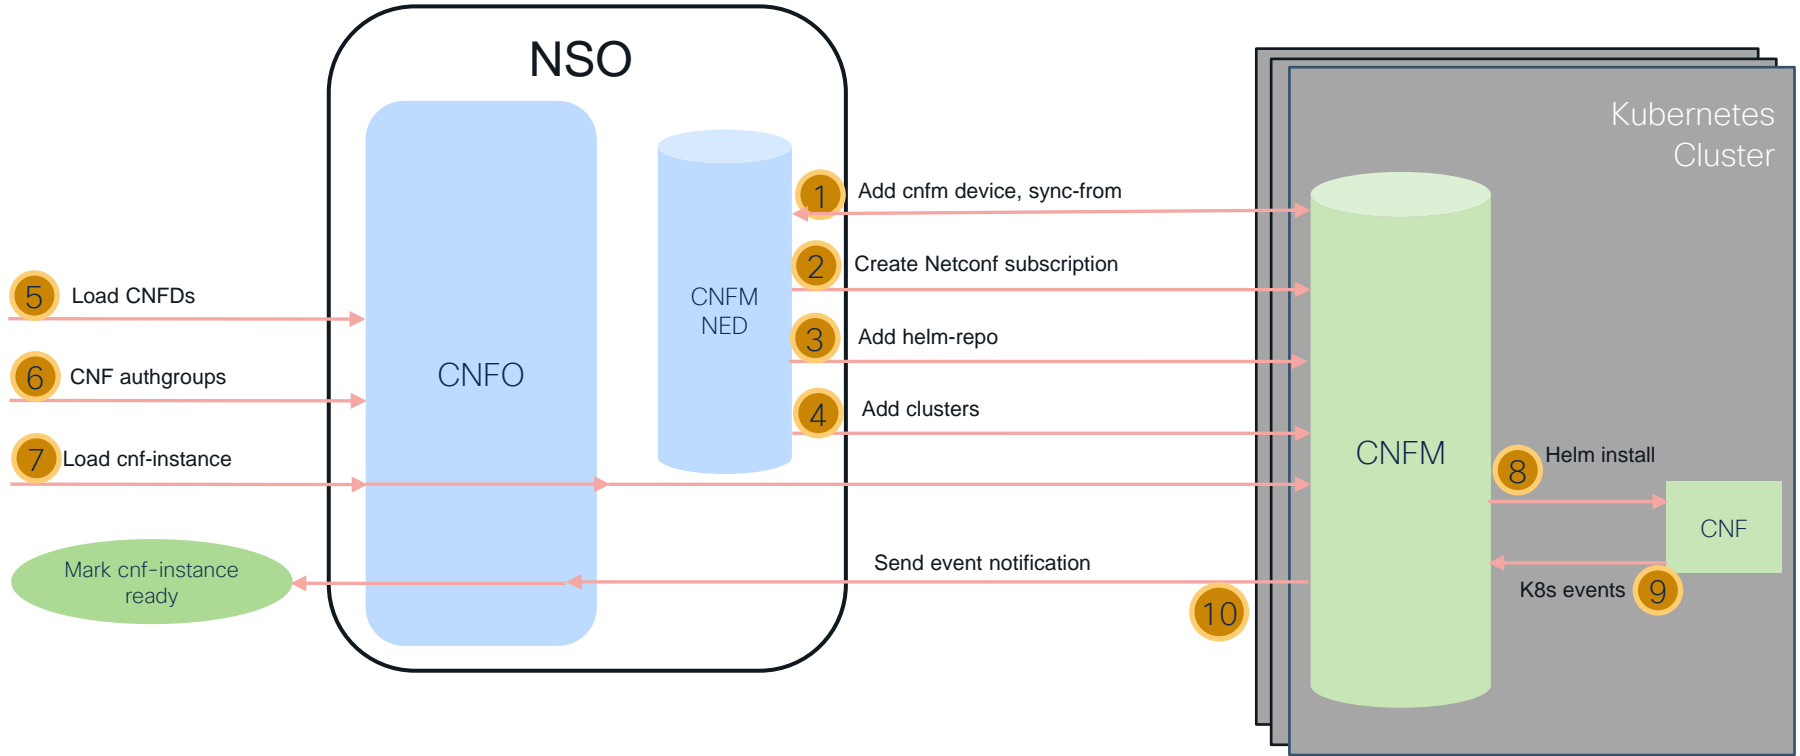 NSO
Kubernetes
Cluster
1
Add cnfm device, sync-from
2
Create Netconf subscription
5
Load CNFDs
CNFM
NED
3
Add helm-repo
6
CNF authgroups
CNFO
4
Add clusters
7
Load cnf-instance
CNFM
8
Helm install
CNF
Mark cnf-instance
ready
Send event notification
10
K8s events
9